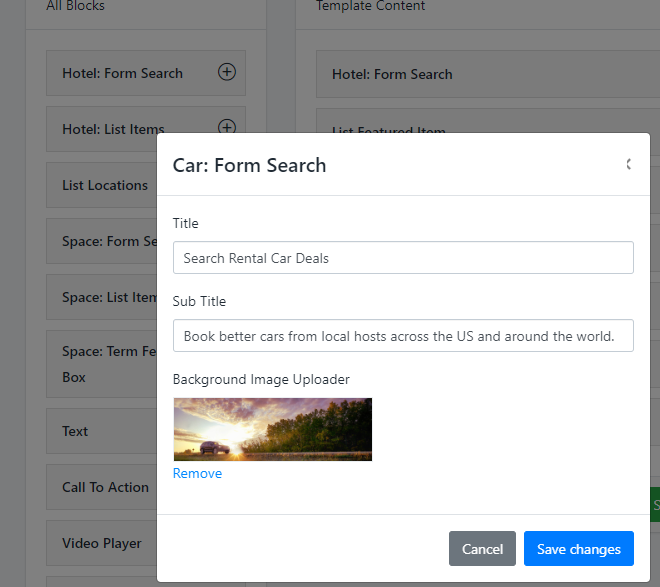 All Blocks
Template Content
Hotel: Form Search
Hotel: Form Search
Hotel: List Items
List Featured Item
List Locations
Space: Form Se
Space: List Item
Space: Term Fe
Box
Text
Call To Action
Video Player
Car: Form Search
Title
Search Rental Car Deals
Sub Title
Book better cars from local hosts across the US and around the world.
Background Image Uploader
Remove
Cancel
Save changes
S